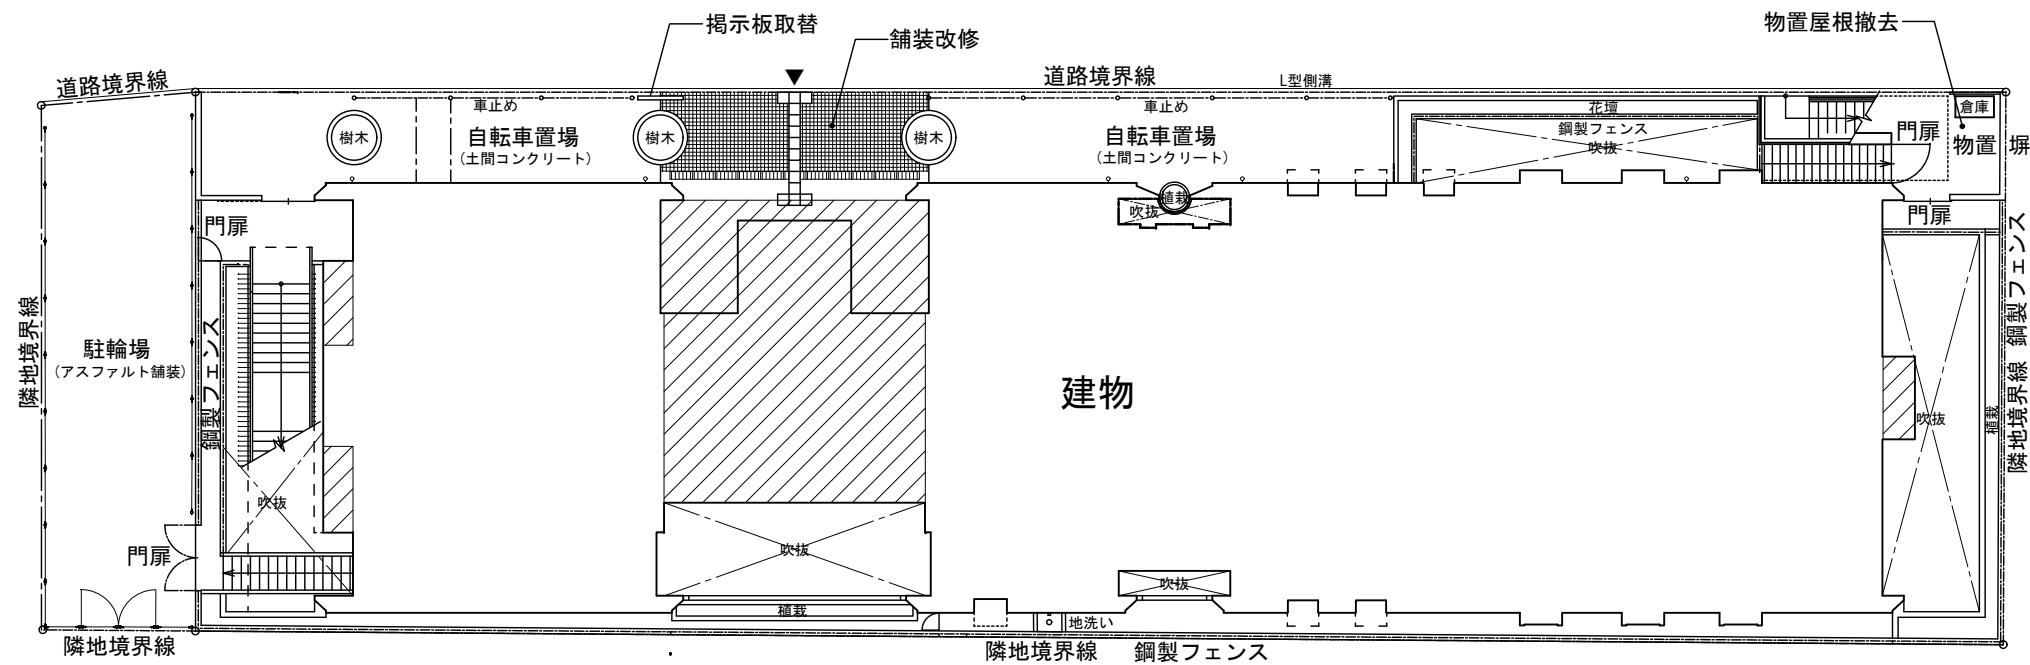 掲示板取替
舗装改修
物置屋根撤去
道路境界線
道路境界線
L型側溝
車止め
車止め
花壇
倉庫
樹木
自転車置場
(土間コンクリート)
樹木
樹木
自転車置場
(土間コンクリート)
鋼製フェンス
吹抜
門扉
物置
塀
植栽
吹抜
門扉
門扉
隣地境界線
駐輪場
(アスファルト舗装)
鋼製フェンス
建物
吹抜
植栽
隣地境界線 鋼製フェンス
吹抜
門扉
吹抜
吹抜
植栽
地洗い
隣地境界線
隣地境界線 鋼製フェンス